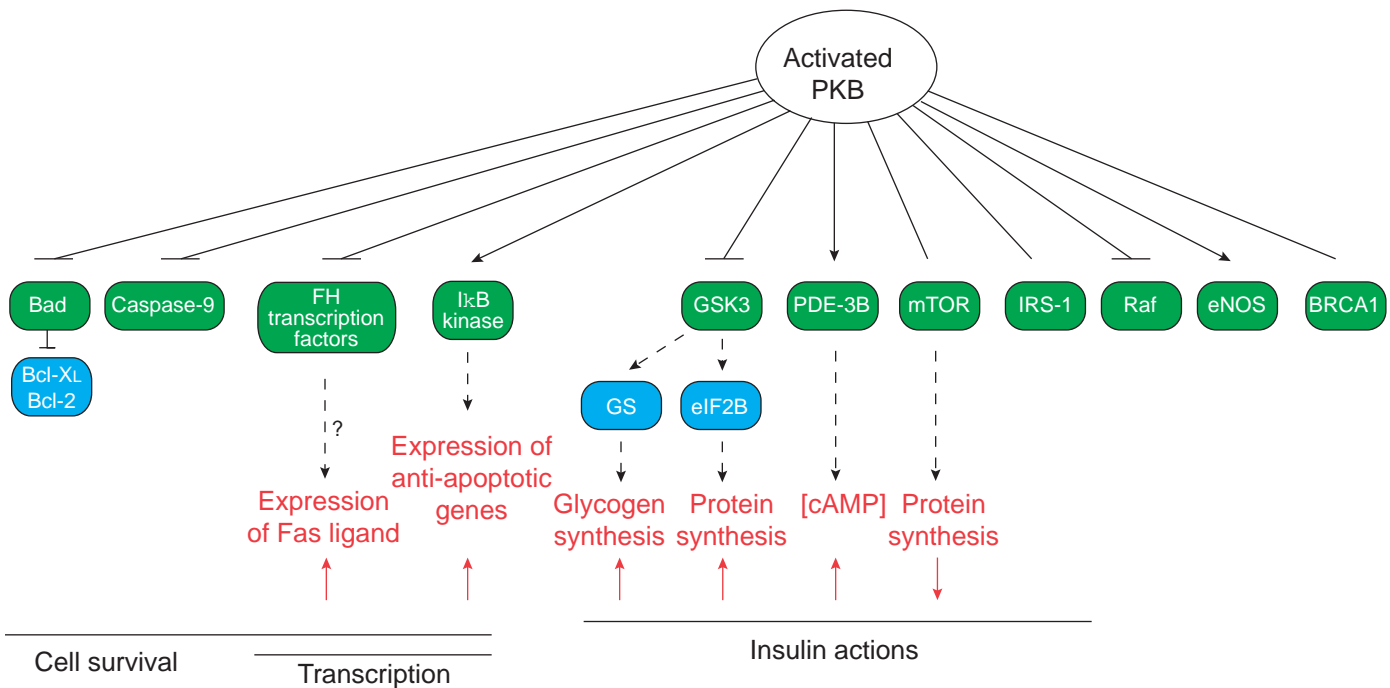 Activated
PKB
Bad
Caspase-9
FH
transcription
factors
IkB
kinase
GSK3
PDE-3B
mTOR
IRS-1
Raf
eNOS
BRCA1
Bcl-XL
Bcl-2
GS
eIF2B
?
Expression
of Fas ligand
Expression of
anti-apoptotic
genes
Glycogen
synthesis
Protein
synthesis
[cAMP]
Protein
synthesis
Cell survival
Transcription
Insulin actions